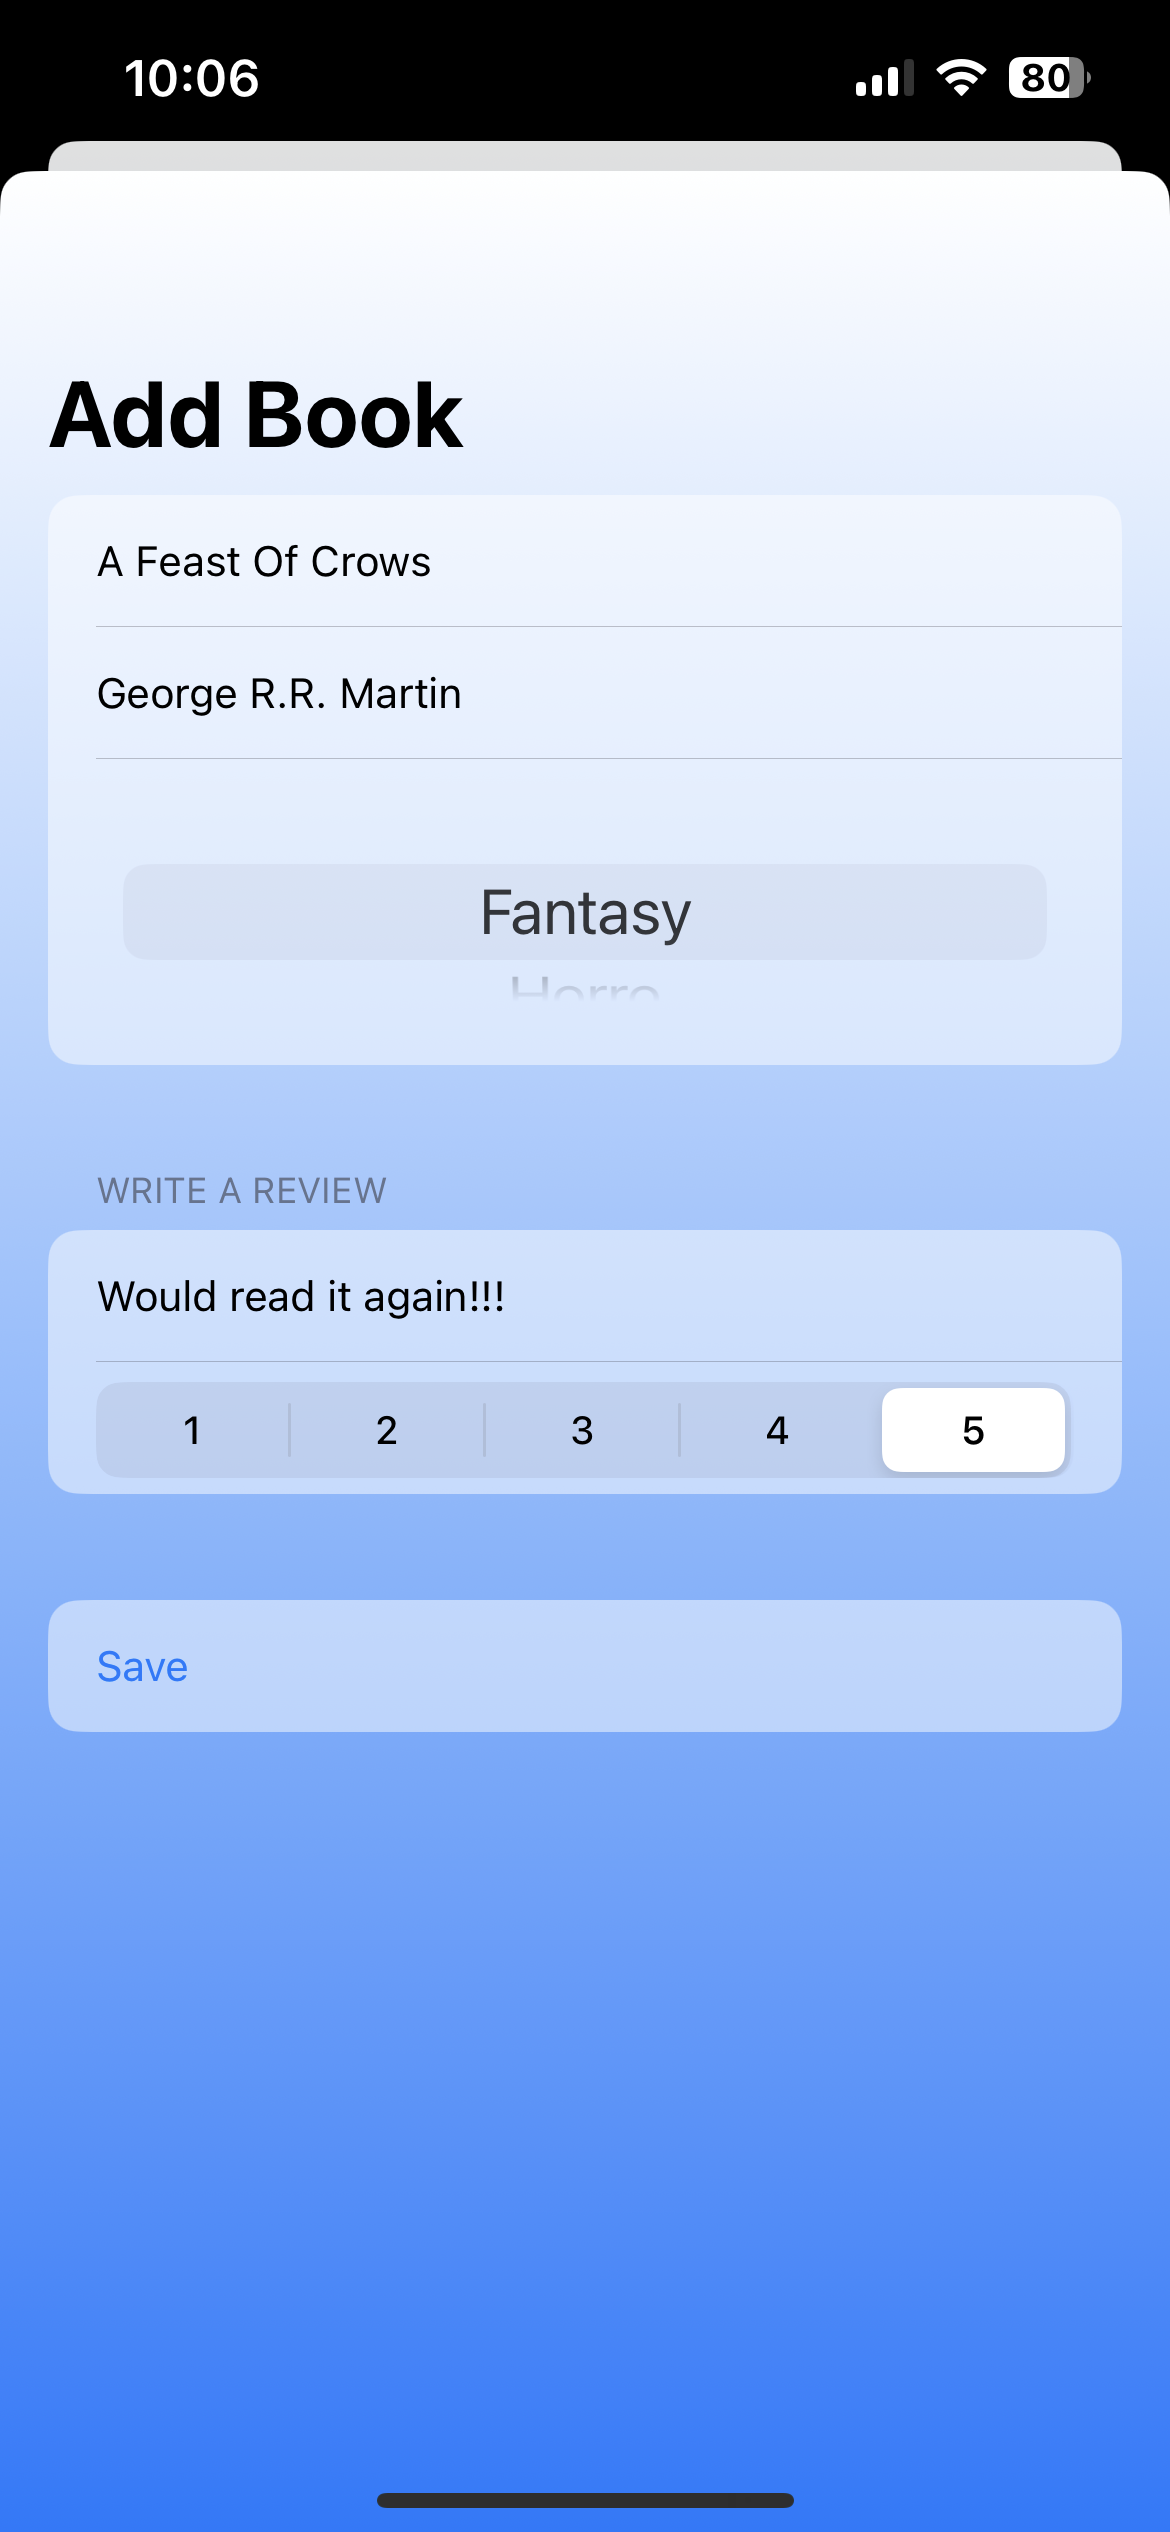 10:06
80
Add Book
A Feast Of Crows
George R.R. Martin
Fantasy
WRITE A REVIEW
Would read it again!!!
1 2 3 4 5
Save